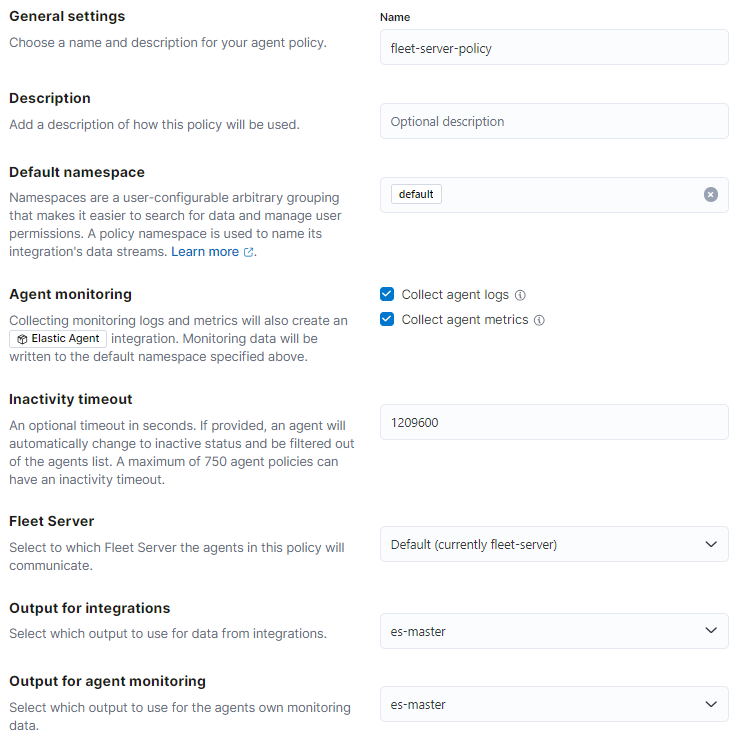 General settings
Choose a name and description for your agent policy.
Name
fleet-server-policy
Description
Add a description of how this policy will be used.
Optional description
Default namespace
Namespaces are a user-configurable arbitrary grouping
that makes it easier to search for data and manage user
permissions. A policy namespace is used to name its
integration's data streams. Learn more .
default
Agent monitoring
Collecting monitoring logs and metrics will also create an
Elastic Agent integration. Monitoring data will be
written to the default namespace specified above.
Collect agent logs
Collect agent metrics
Inactivity timeout
An optional timeout in seconds. If provided, an agent will
automatically change to inactive status and be filtered out
of the agents list. A maximum of 750 agent policies can
have an inactivity timeout.
1209600
Fleet Server
Select to which Fleet Server the agents in this policy will
communicate.
Default (currently fleet-server)
Output for integrations
Select which output to use for data from integrations.
es-master
Output for agent monitoring
Select which output to use for the agents own monitoring
data.
es-master